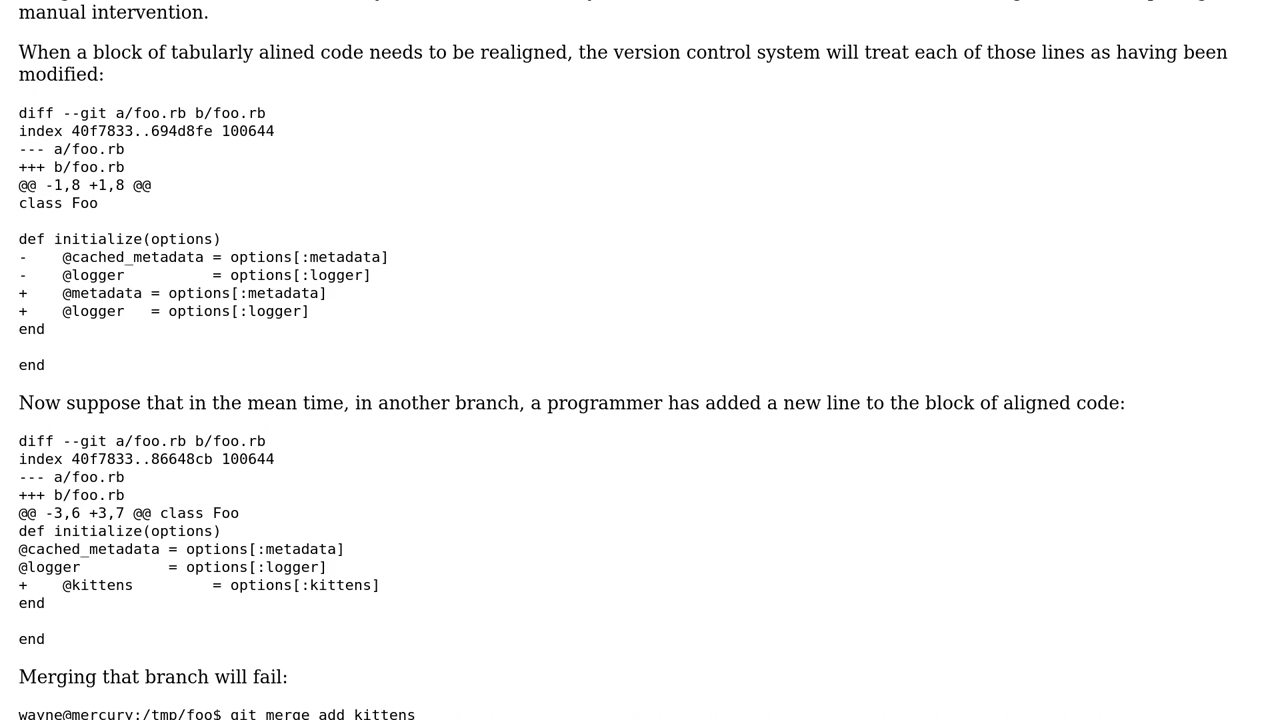 manual intervention.
When a block of tabularly alined code needs to be realigned, the version control system will treat each of those lines as having been
modified:
diff --git a/foo.rb b/foo.rb
index 40f7833..694d8fe 100644
--- a/foo.rb
+++ b/foo.rb
@@ -1,8 +1,8 @@
class Foo
def initialize(options)
-    @cached_metadata = options[:metadata]
-    @logger          = options[:logger]
+    @metadata = options[:metadata]
+    @logger   = options[:logger]
end
end
Now suppose that in the mean time, in another branch, a programmer has added a new line to the block of aligned code:
diff --git a/foo.rb b/foo.rb
index 40f7833..86648cb 100644
--- a/foo.rb
+++ b/foo.rb
@@ -3,6 +3,7 @@ class Foo
def initialize(options)
@cached_metadata = options[:metadata]
@logger          = options[:logger]
+    @kittens         = options[:kittens]
end
end
Merging that branch will fail:
wayne@mercury:/tmp/foo$ git merge add_kittens